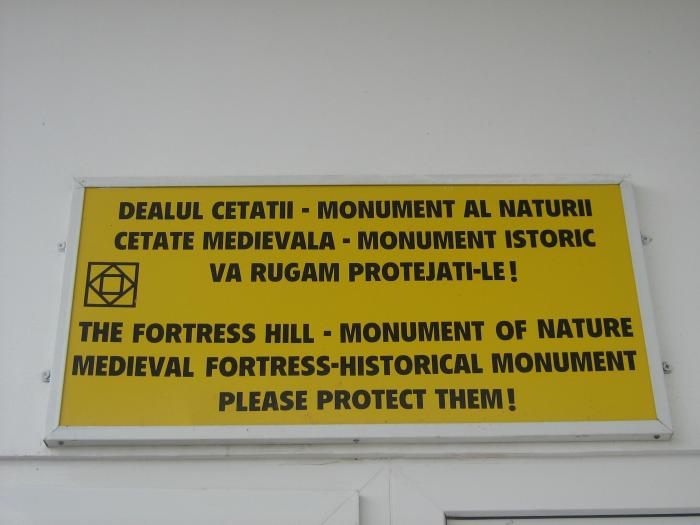 DEALUL CETATII - MONUMENT AL NATURII
CETATE MEDIEVALA - MONUMENT ISTORIC
VA RUGAM PROTEJATI-LE!
THE FORTRESS HILL - MONUMENT OF NATURE
MEDIEVAL FORTRESS-HISTORICAL MONUMENT
PLEASE PROTECT THEM!